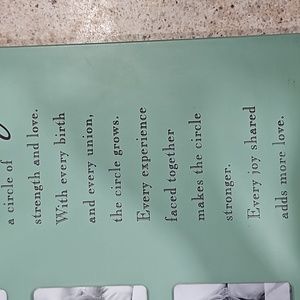 a circle of
strength and love.
With every birth
and every union,
the circle grows.
Every experience
faced together
makes the circle
stronger.
Every joy shared
adds more love.